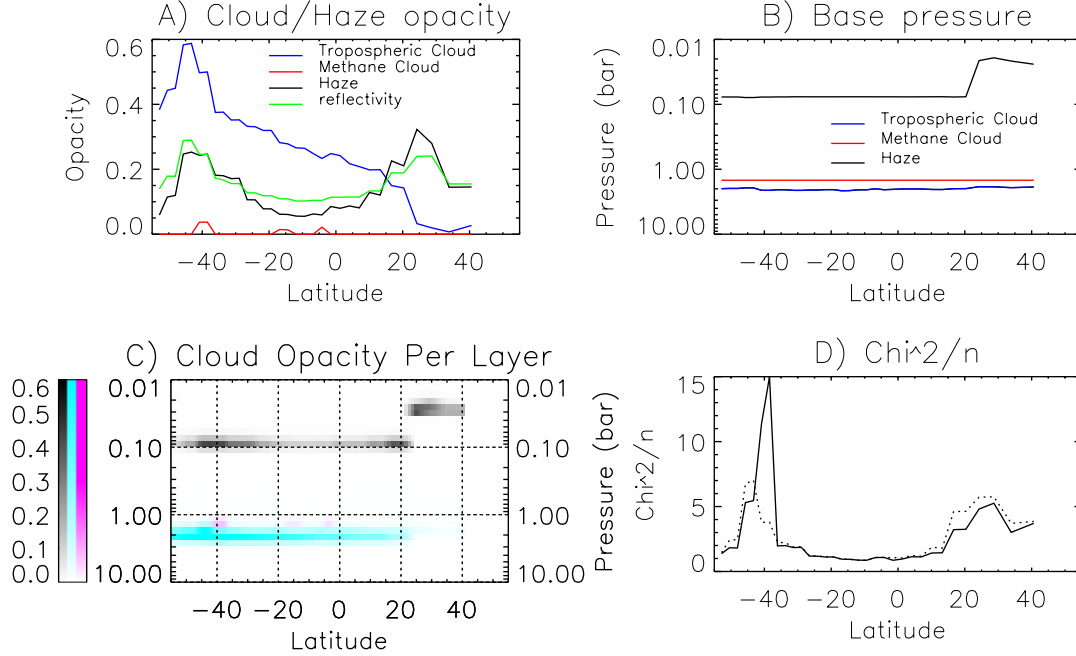 A) Cloud/Haze opacity
Opacity
0.6
0.4
0.2
0.0
Tropospheric Cloud
Methane Cloud
Haze
reflectivity
−40 −20 0 20 40
Latitude
B) Base pressure
Pressure (bar)
0.01
0.10
1.00
10.00
Tropospheric Cloud
Methane Cloud
Haze
−40 −20 0 20 40
Latitude
C) Cloud Opacity Per Layer
0.6
0.5
0.4
0.3
0.2
0.1
0.0
0.01
0.10
1.00
10.00
0.01
0.10
1.00
10.00
Pressure (bar)
−40 −20 0 20 40
Latitude
D) Chi^2/n
Chi^2/n
15
10
5
0
−40 −20 0 20 40
Latitude